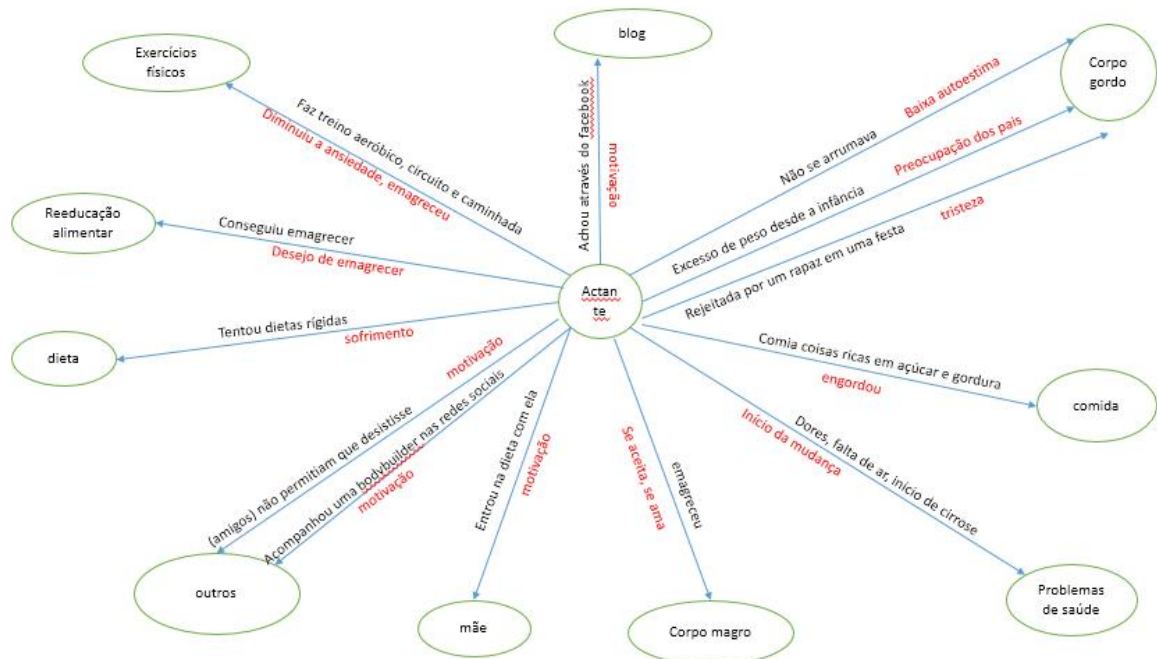 blog
Exercícios
físicos
Corpo
gordo
Faz treino aeróbico, circuito e caminhada
Diminuiu a ansiedade, emagreceu
Achou através do facebook
motivação
Não se arrumava
Baixa autoestima
Excesso de peso desde a infância
Preocupação dos pais
Rejeitada por um rapaz em uma festa
tristeza
Reeducação
alimentar
Conseguiu emagrecer
Desejo de emagrecer
Actan
te
dieta
Tentou dietas rígidas
sofrimento
Comia coisas ricas em açúcar e gordura
engordou
comida
(amigos) não permitiam que desistisse
motivação
Acompanhou uma bodybuilder nas redes sociais
motivação
Entrou na dieta com ela
motivação
emagreceu
Se aceita, se ama
Dores, falta de ar, início de cirrose
Início da mudança
outros
mãe
Corpo magro
Problemas
de saúde